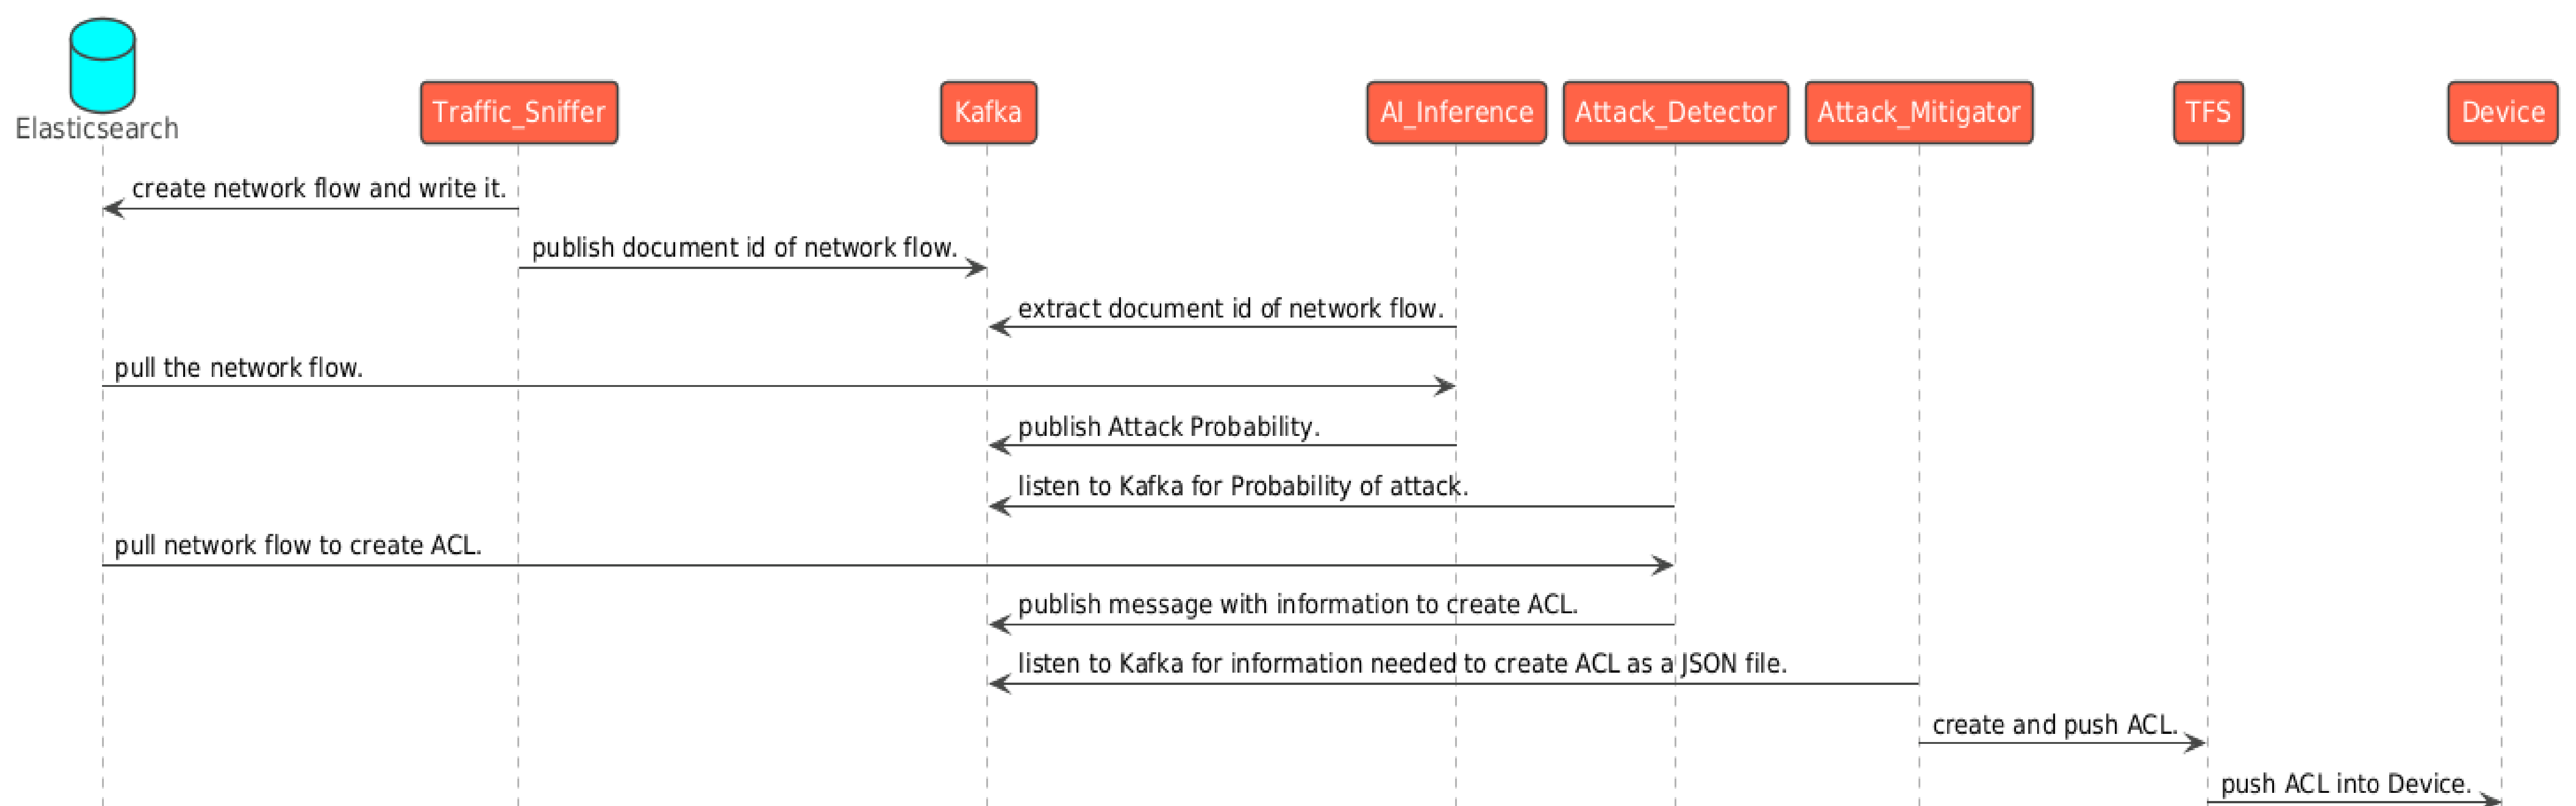 Elasticsearch
Traffic_Sniffer
Kafka
AI_Inference
Attack_Detector
Attack_Mitigator
TFS
Device
create network flow and write it.
publish document id of network flow.
extract document id of network flow.
pull the network flow.
publish Attack Probability.
listen to Kafka for Probability of attack.
pull network flow to create ACL.
publish message with information to create ACL.
listen to Kafka for information needed to create ACL as a JSON file.
create and push ACL.
push ACL into Device.